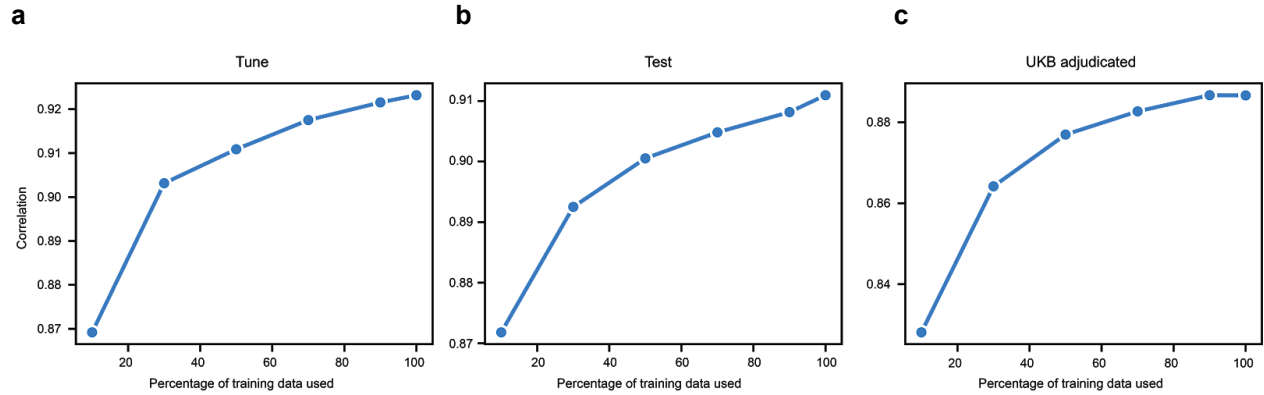 a
Tune
Correlation
0.92
0.91
0.90
0.89
0.88
0.87
20 40 60 80 100
Percentage of training data used
b
Test
0.91
0.90
0.89
0.88
0.87
20 40 60 80 100
Percentage of training data used
c
UKB adjudicated
0.88
0.86
0.84
20 40 60 80 100
Percentage of training data used